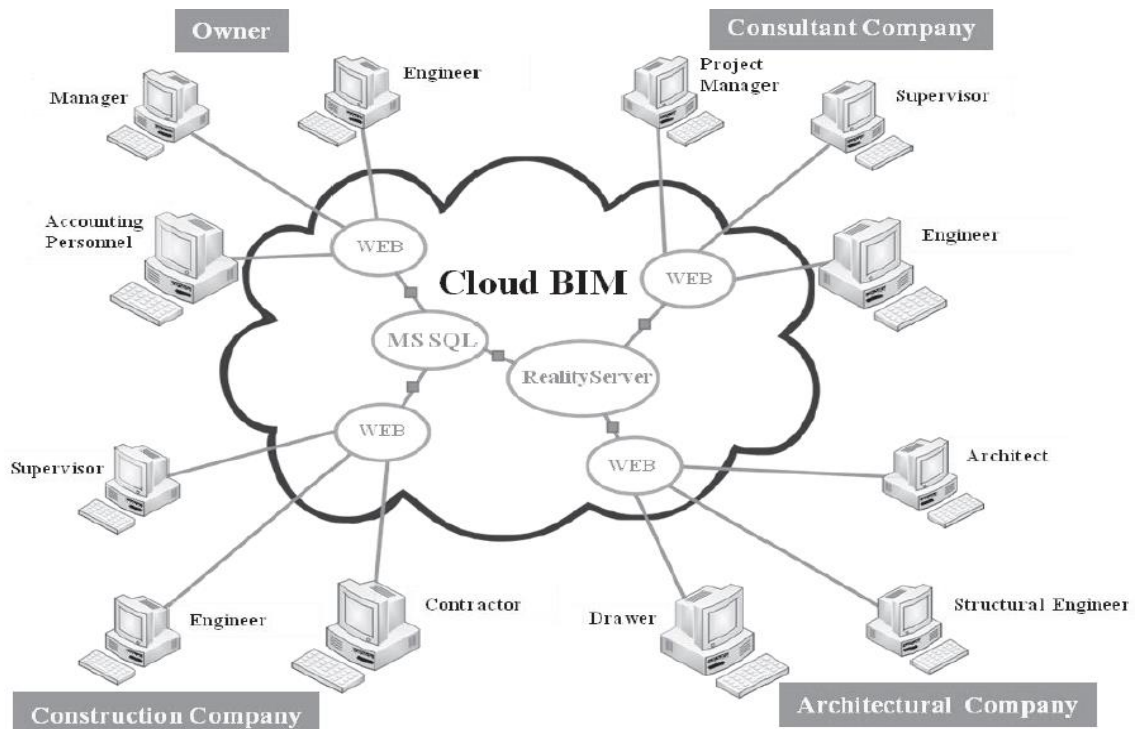 Owner
Consultant Company
Manager
Engineer
Project
Manager
Supervisor
Accounting
Personnel
WEB
Engineer
Cloud BIM
WEB
MS SQL
RealityServer
WEB
WEB
Supervisor
Architect
Engineer
Contractor
Drawer
Structural Engineer
Construction Company
Architectural Company